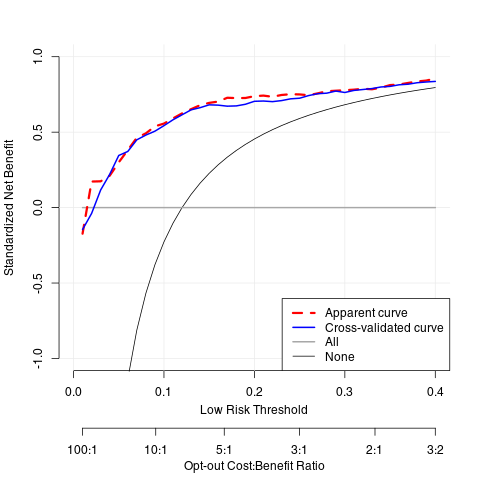 Standardized Net Benefit
1.0
0.5
0.0
-0.5
-1.0
Apparent curve
Cross-validated curve
All
None
0.0 0.1 0.2 0.3 0.4
Low Risk Threshold
100:1 10:1 5:1 3:1 2:1 3:2
Opt-out Cost:Benefit Ratio